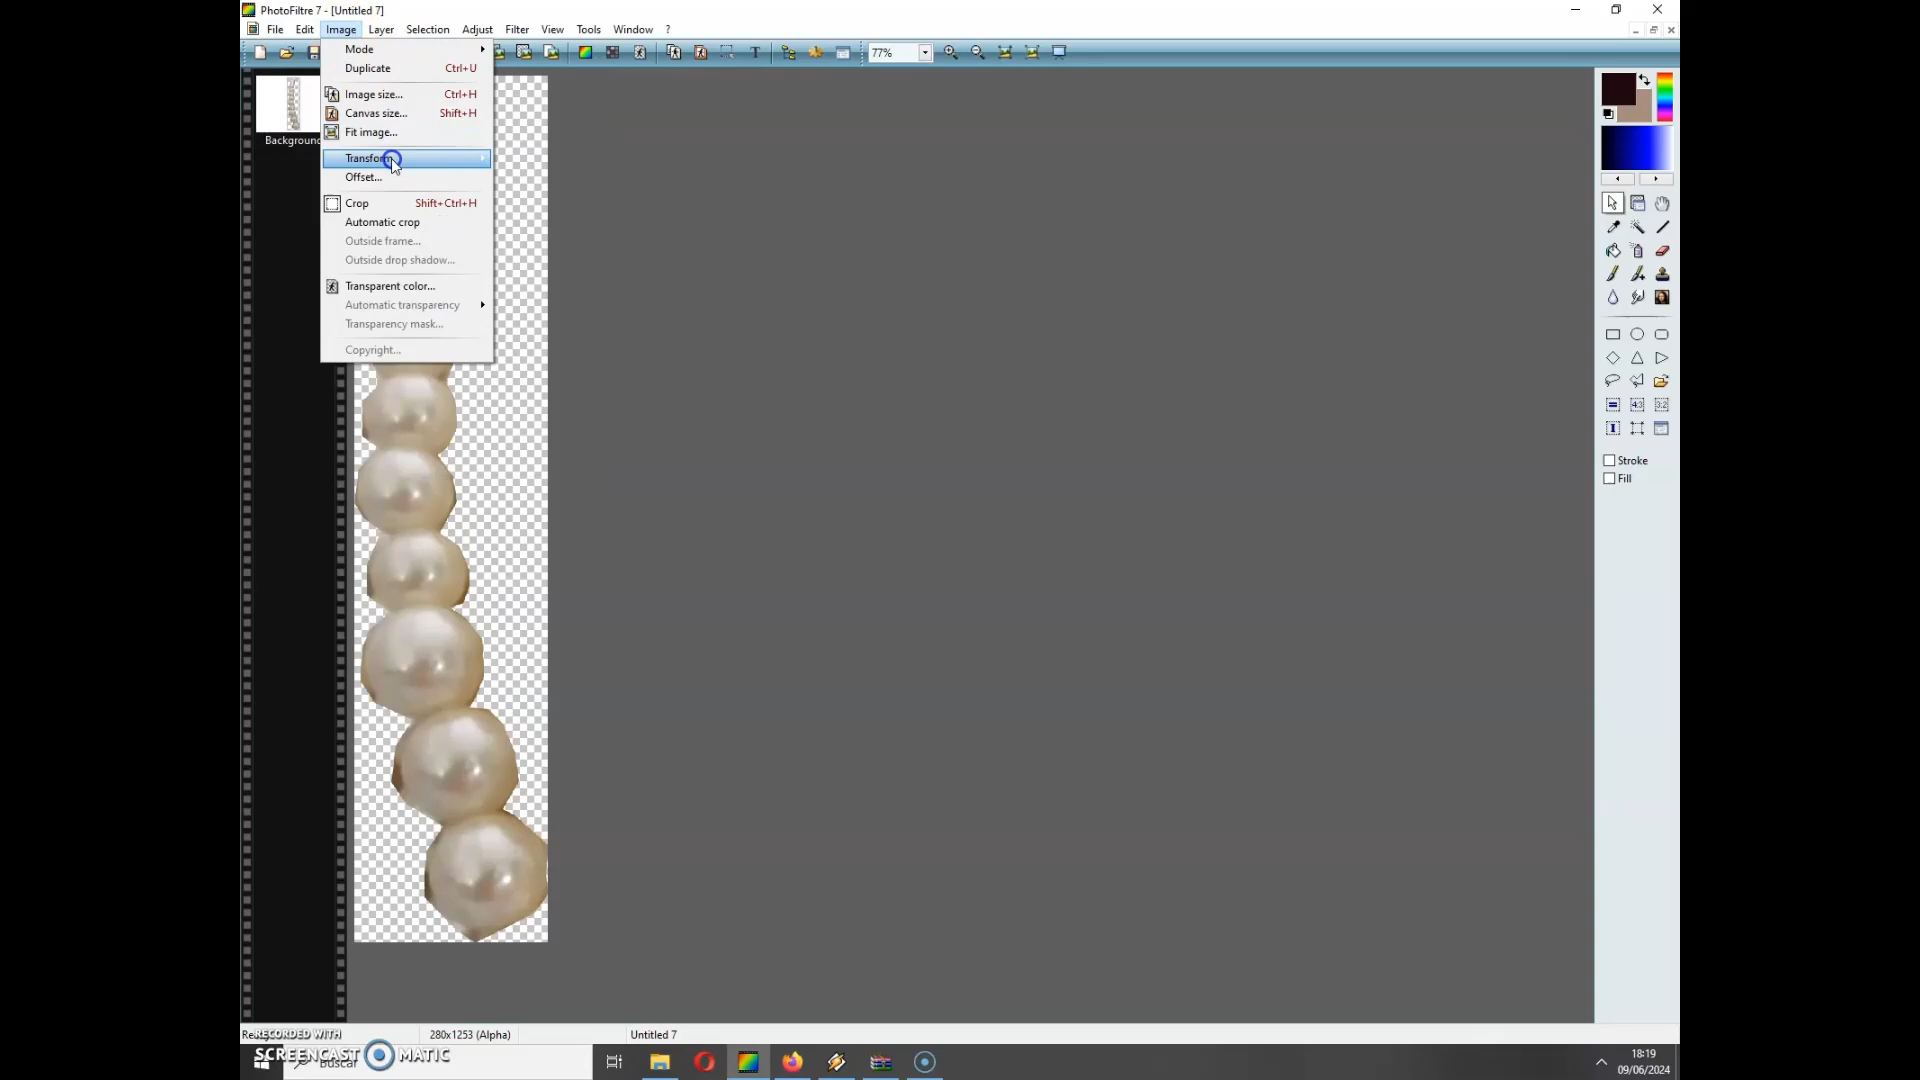 PhotoFiltre 7 - [Untitled 7]
File Edit Image Layer Selection Adjust Filter View Tools Window ?
Mode
Duplicate Ctrl+U
Image size... Ctrl+H
Canvas size... Shift+H
Fit image...
Transform
Offset...
Crop Shift+Ctrl+H
Automatic crop
Outside frame...
Outside drop shadow...
Transparent color...
Automatic transparency
Transparency mask...
Copyright...
77%
Background
Stroke
Fill
280x1253 (Alpha)
Untitled 7
RECORDED WITH
SCREENCAST MATIC
Buscar
18:19
09/06/2024